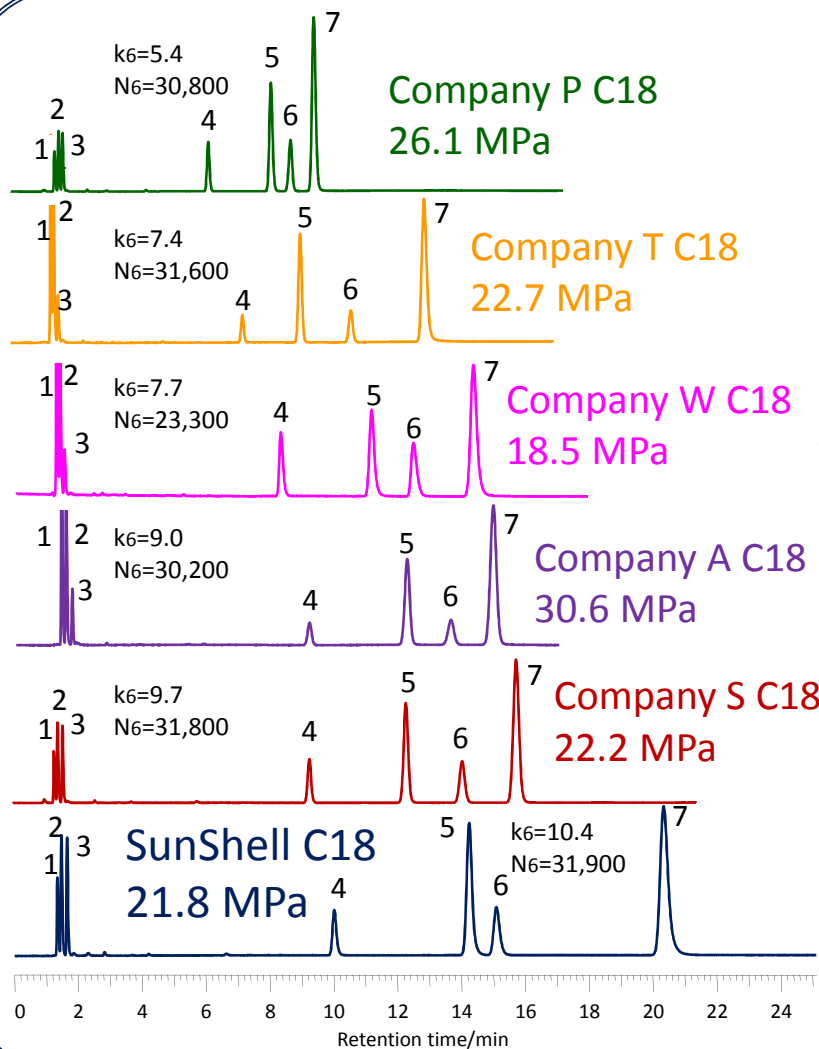 k6=5.4
N6=30,800
1
2
3
4
5
6
7
Company P C18
26.1 MPa
k6=7.4
N6=31,600
1
2
3
4
5
6
7
Company T C18
22.7 MPa
k6=7.7
N6=23,300
1
2
3
4
5
6
7
Company W C18
18.5 MPa
k6=9.0
N6=30,200
1
2
3
4
5
6
7
Company A C18
30.6 MPa
k6=9.7
N6=31,800
1
2
3
4
5
6
7
Company S C18
22.2 MPa
SunShell C18
21.8 MPa
1
2
3
4
5
6
7
k6=10.4
N6=31,900
0 2 4 6 8 10 12 14 16 18 20 22 24
Retention time/min